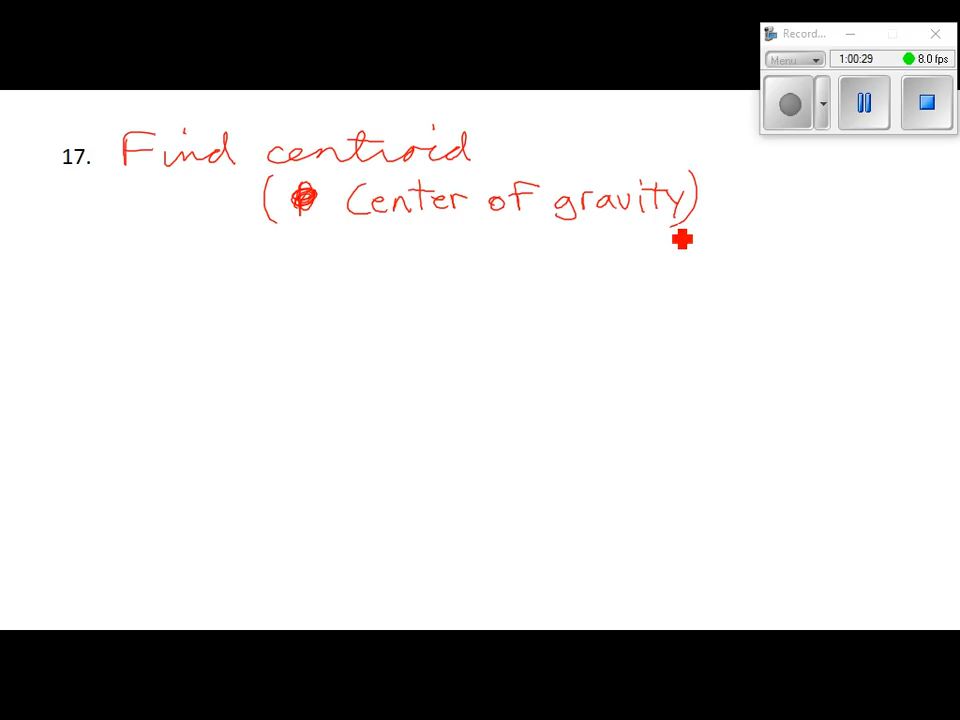 Record...
Menu
1:00:29
8.0 fps
17. Find centroid
( Center of gravity)